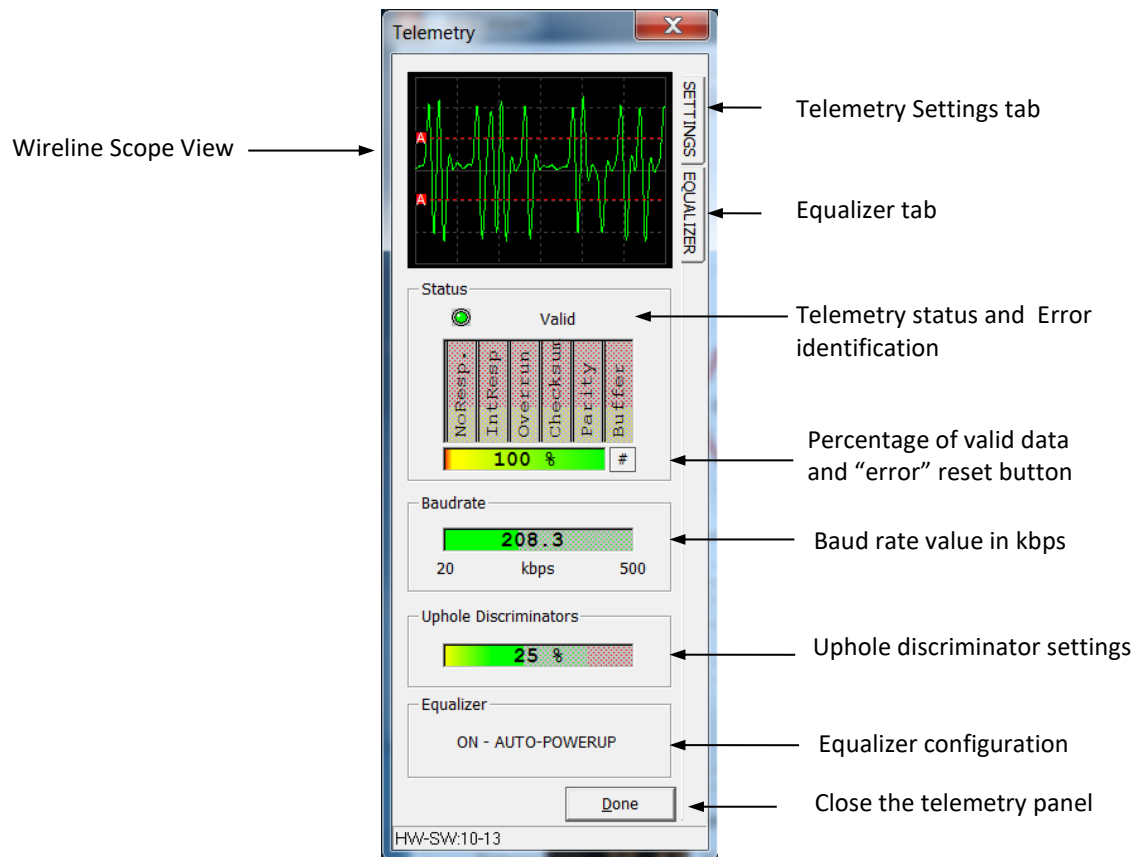 Telemetry
X
SETTINGS
Telemetry Settings tab
A
Wireline Scope View
EQUALIZER
A
Equalizer tab
Status
Valid
Telemetry status and Error
identification
NoResp.
IntResp
Overrun
Checksum
Parity
Buffer
100 %
#
Percentage of valid data
and “error” reset button
Baudrate
208.3
20 kbps 500
Baud rate value in kbps
Uphole Discriminators
25 %
Uphole discriminator settings
Equalizer
ON - AUTO-POWERUP
Equalizer configuration
Done
Close the telemetry panel
HW-SW:10-13